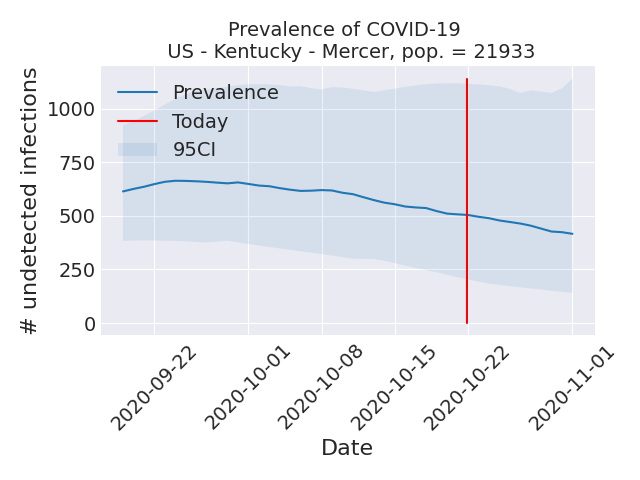 Prevalence of COVID-19
US - Kentucky - Mercer, pop. = 21933
# undetected infections
1000
750
500
250
0
Prevalence
Today
95CI
2020-09-22
2020-10-01
2020-10-08
2020-10-15
2020-10-22
2020-11-01
Date